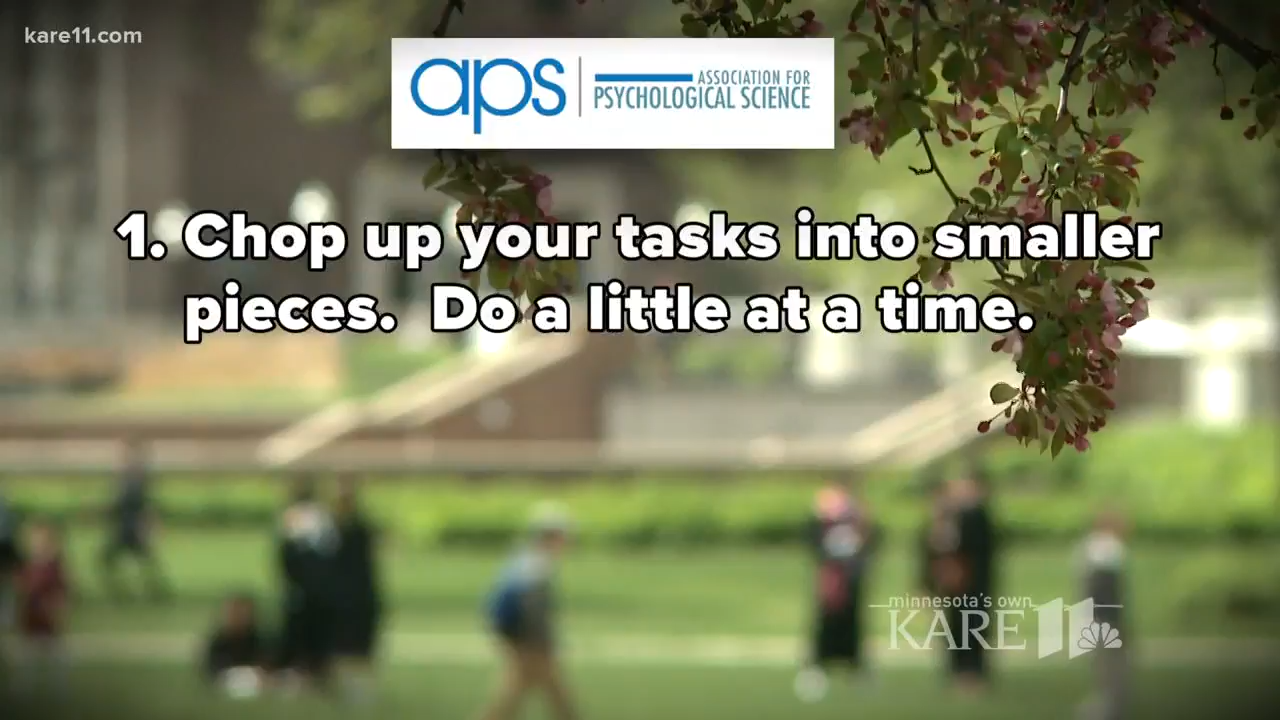 kare11.com
aps ASSOCIATION FOR
PSYCHOLOGICAL SCIENCE
1. Chop up your tasks into smaller
pieces. Do a little at a time.
minnesota's own
KARE 11